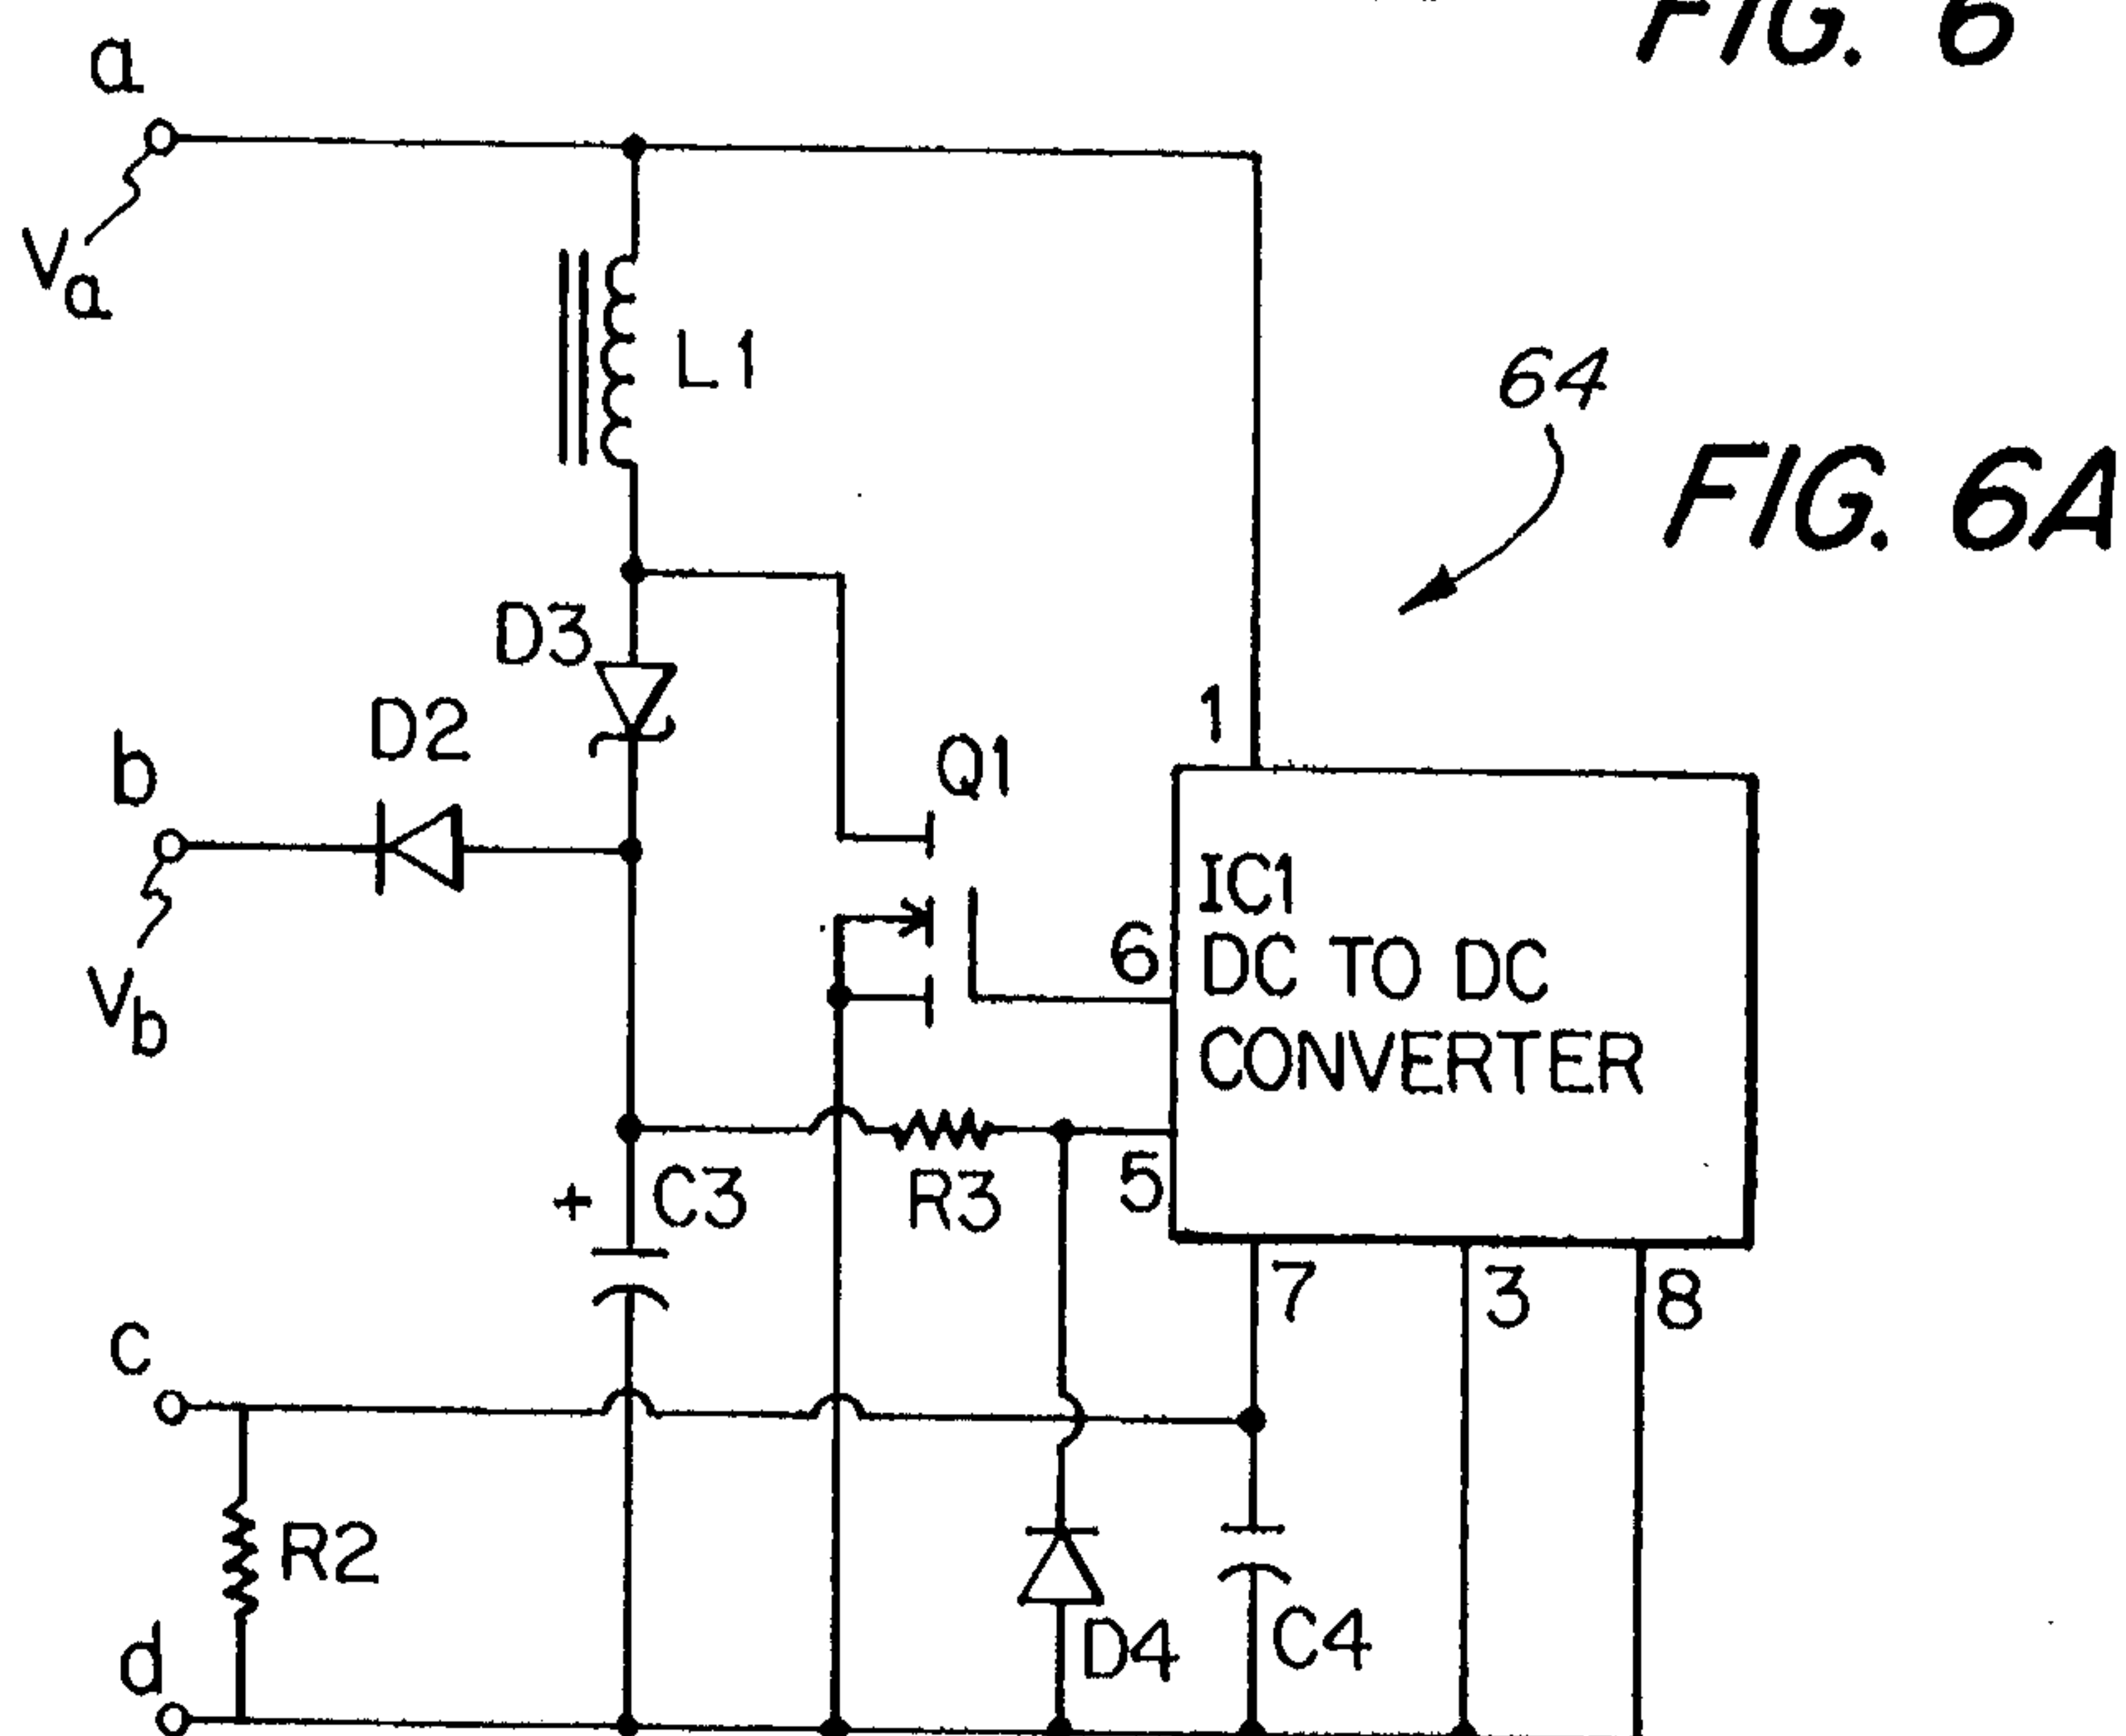 FIG. 6
a
Va
L1
64
FIG. 6A
D3
D2
1
b
Q1
Vb
IC1
DC TO DC
CONVERTER
6
5
+
C3
R3
7
3
8
c
R2
D4
C4
d